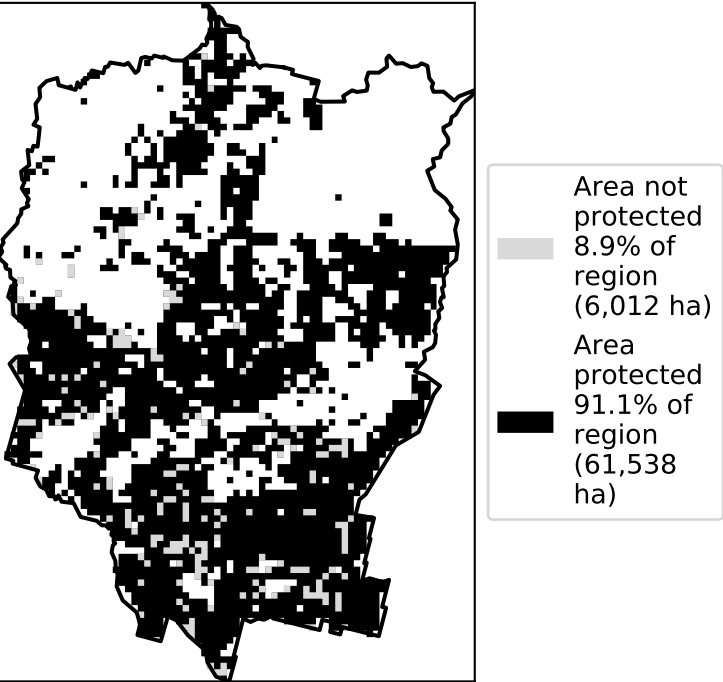 Area not
protected
8.9% of
region
(6,012 ha)
Area
protected
91.1% of
region
(61,538
ha)